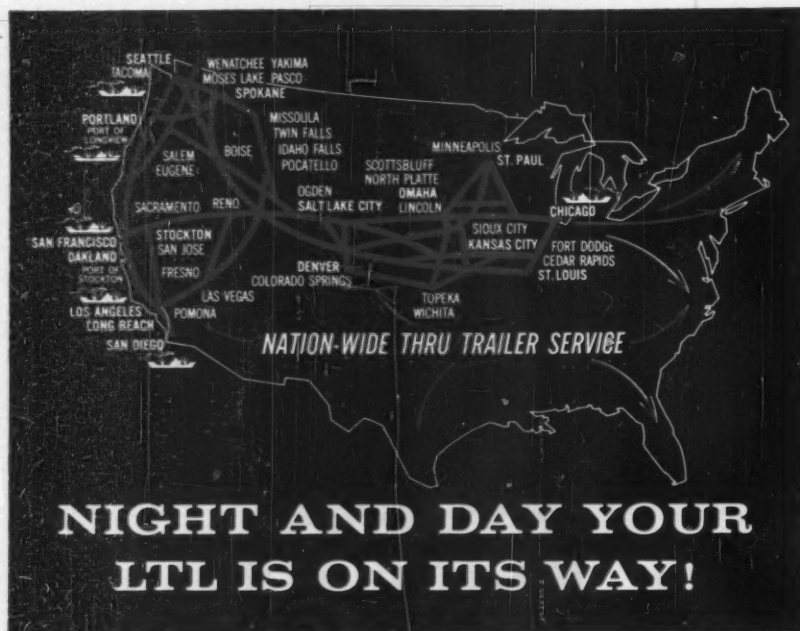 SEATTLE
TACOMA
WENATCHEE YAKIMA
MOSES LAKE PASCO
SPOKANE
PORTLAND
PORT OF
LONGVIEW
MISSOULA
TWIN FALLS
IDAHO FALLS
POCATELLO
BOISE
SALEM
EUGENE
MINNEAPOLIS
ST. PAUL
SCOTTSBLUFF
NORTH PLATTE
OMAHA
LINCOLN
OGDEN
SALT LAKE CITY
SACRAMENTO
RENO
CHICAGO
SAN FRANCISCO
OAKLAND
PORT OF
STOCKTON
STOCKTON
SAN JOSE
FRESNO
SIOUX CITY
KANSAS CITY
FORT DODGE
CEDAR RAPIDS
ST. LOUIS
DENVER
COLORADO SPRINGS
LAS VEGAS
POMONA
TOPEKA
WICHITA
LOS ANGELES
LONG BEACH
SAN DIEGO
NATION-WIDE THRU TRAILER SERVICE
NIGHT AND DAY YOUR
LTL IS ON ITS WAY!